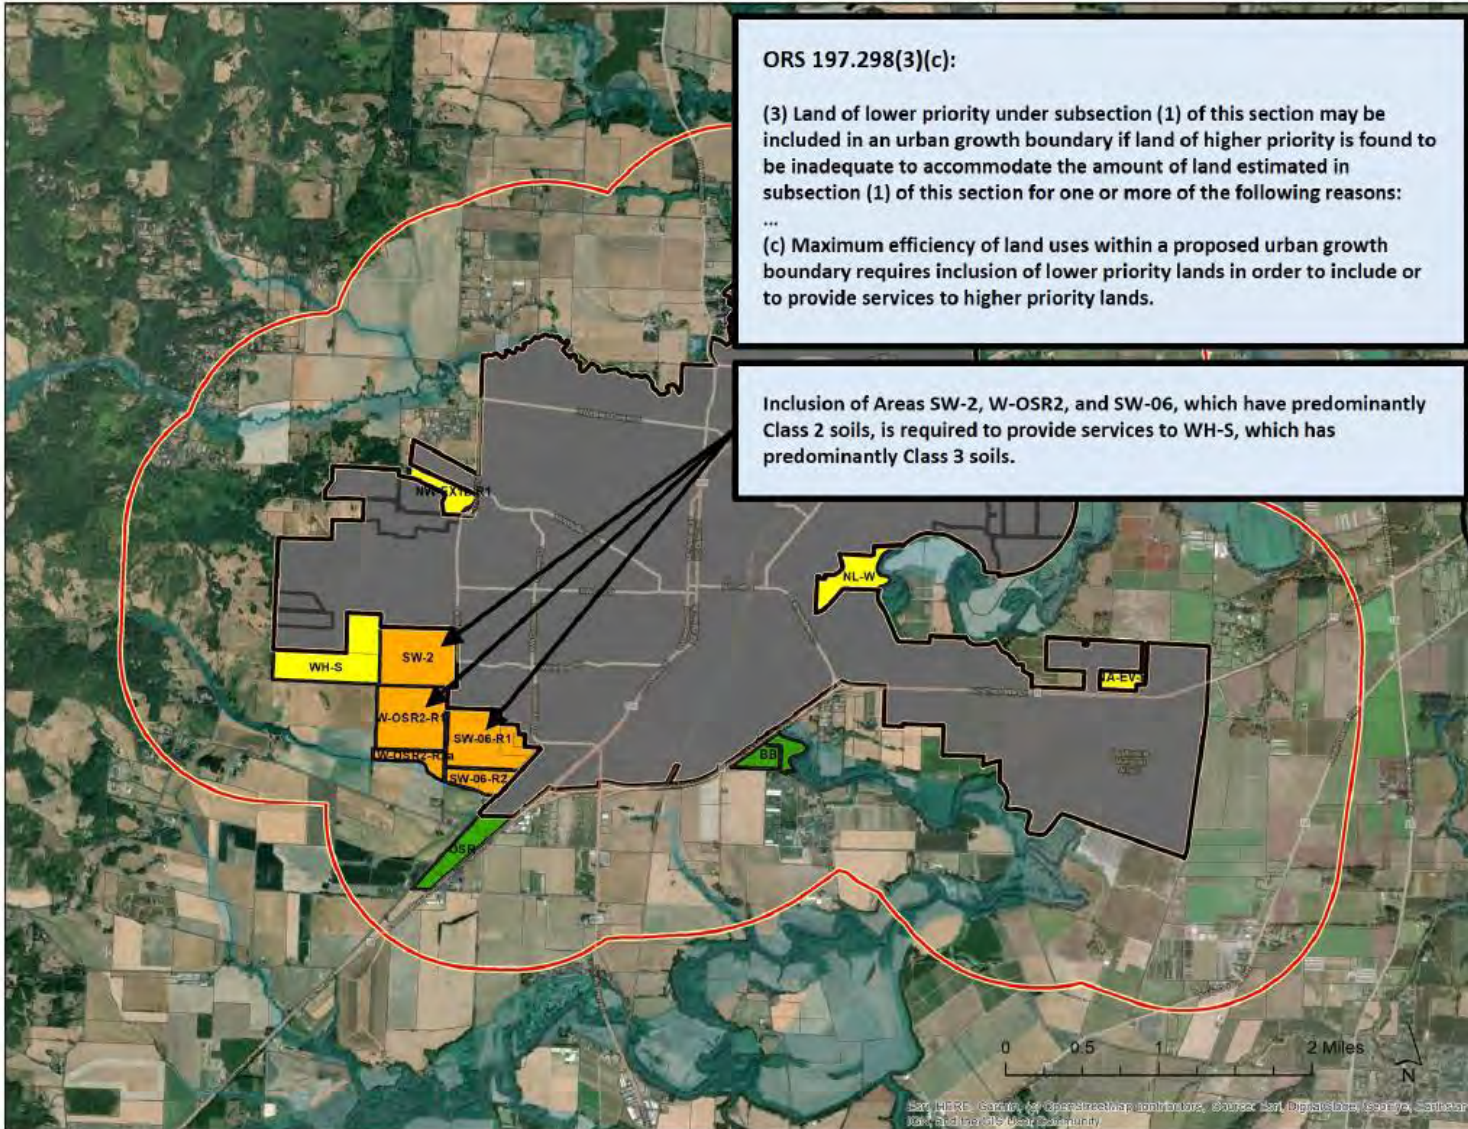 ORS 197.298(3)(c):
(3) Land of lower priority under subsection (1) of this section may be
included in an urban growth boundary if land of higher priority is found to
be inadequate to accommodate the amount of land estimated in
subsection (1) of this section for one or more of the following reasons:
...
(c) Maximum efficiency of land uses within a proposed urban growth
boundary requires inclusion of lower priority lands in order to include or
to provide services to higher priority lands.
Inclusion of Areas SW-2, W-OSR2, and SW-06, which have predominantly
Class 2 soils, is required to provide services to WH-S, which has
predominantly Class 3 soils.
NL-W
WH-S
SW-2
W-OSR2-R1
SW-06-R1
SW-06-R2
BB
OSR
0 0.5 1 2 Miles
N